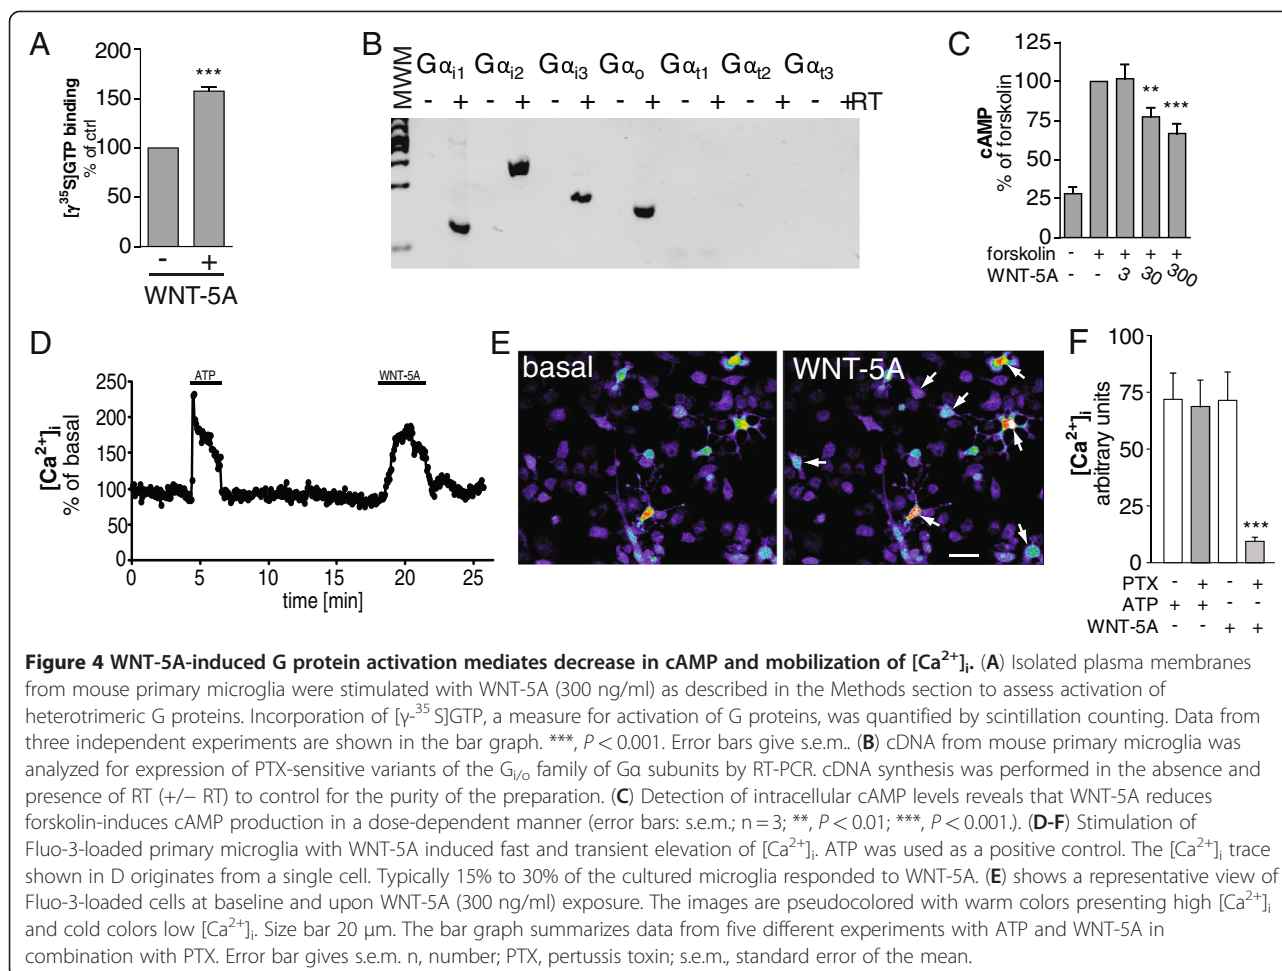 A
200
150
100
50
0
[γ³⁵S]GTP binding
% of ctrl
***
- +
WNT-5A
B
MWM
Gαi1 Gαi2 Gαi3 Gαo Gαt1 Gαt2 Gαt3
- + - + - + - + - + - + - +RT
C
125
100
75
50
25
0
cAMP
% of forskolin
** ***
forskolin - + + + +
WNT-5A - - 3 30 300
D
250
200
150
100
50
0
[Ca²⁺]i
% of basal
ATP WNT-5A
0 5 10 15 20 25
time [min]
E
basal WNT-5A
F
100
75
50
25
0
[Ca²⁺]i
arbitrary units
***
PTX - + - +
ATP + + - -
WNT-5A - - + +
Figure 4 WNT-5A-induced G protein activation mediates decrease in cAMP and mobilization of [Ca²⁺]i. (A) Isolated plasma membranes
from mouse primary microglia were stimulated with WNT-5A (300 ng/ml) as described in the Methods section to assess activation of
heterotrimeric G proteins. Incorporation of [γ-³⁵ S]GTP, a measure for activation of G proteins, was quantified by scintillation counting. Data from
three independent experiments are shown in the bar graph. ***, P < 0.001. Error bars give s.e.m.. (B) cDNA from mouse primary microglia was
analyzed for expression of PTX-sensitive variants of the Gi/o family of Gα subunits by RT-PCR. cDNA synthesis was performed in the absence and
presence of RT (+/− RT) to control for the purity of the preparation. (C) Detection of intracellular cAMP levels reveals that WNT-5A reduces
forskolin-induces cAMP production in a dose-dependent manner (error bars: s.e.m.; n = 3; **, P < 0.01; ***, P < 0.001.). (D-F) Stimulation of
Fluo-3-loaded primary microglia with WNT-5A induced fast and transient elevation of [Ca²⁺]i. ATP was used as a positive control. The [Ca²⁺]i trace
shown in D originates from a single cell. Typically 15% to 30% of the cultured microglia responded to WNT-5A. (E) shows a representative view of
Fluo-3-loaded cells at baseline and upon WNT-5A (300 ng/ml) exposure. The images are pseudocolored with warm colors presenting high [Ca²⁺]i
and cold colors low [Ca²⁺]i. Size bar 20 μm. The bar graph summarizes data from five different experiments with ATP and WNT-5A in
combination with PTX. Error bar gives s.e.m. n, number; PTX, pertussis toxin; s.e.m., standard error of the mean.